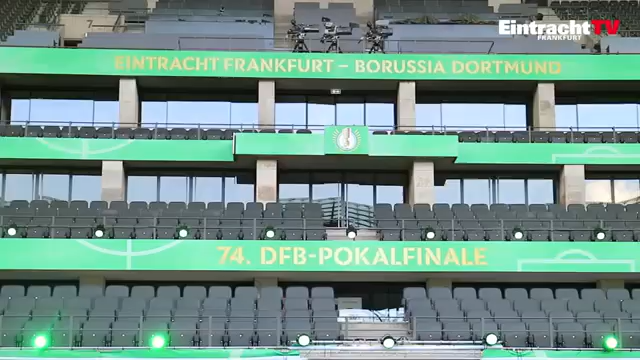 EintrachtTV
FRANKFURT
EINTRACHT FRANKFURT – BORUSSIA DORTMUND
74. DFB-POKALFINALE